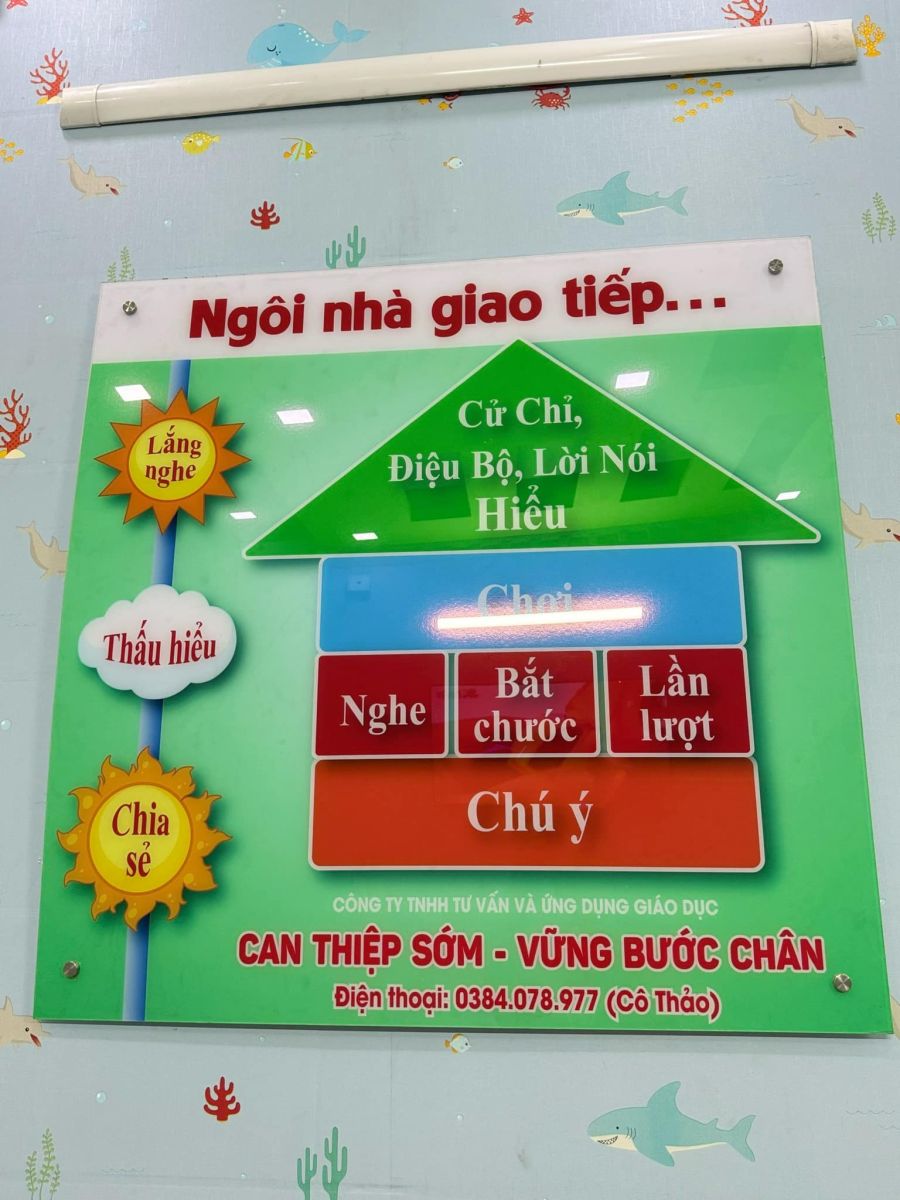 Ngôi nhà giao tiếp...
Lắng
nghe
Thấu hiểu
Chia
sẻ
Cử Chỉ,
Điệu Bộ, Lời Nói
Hiểu
Chơi
Nghe
Bắt
chước
Lần
lượt
Chú ý
CÔNG TY TNHH TƯ VẤN VÀ ỨNG DỤNG GIÁO DỤC
CAN THIỆP SỚM - VỮNG BƯỚC CHÂN
Điện thoại: 0384.078.977 (Cô Thảo)